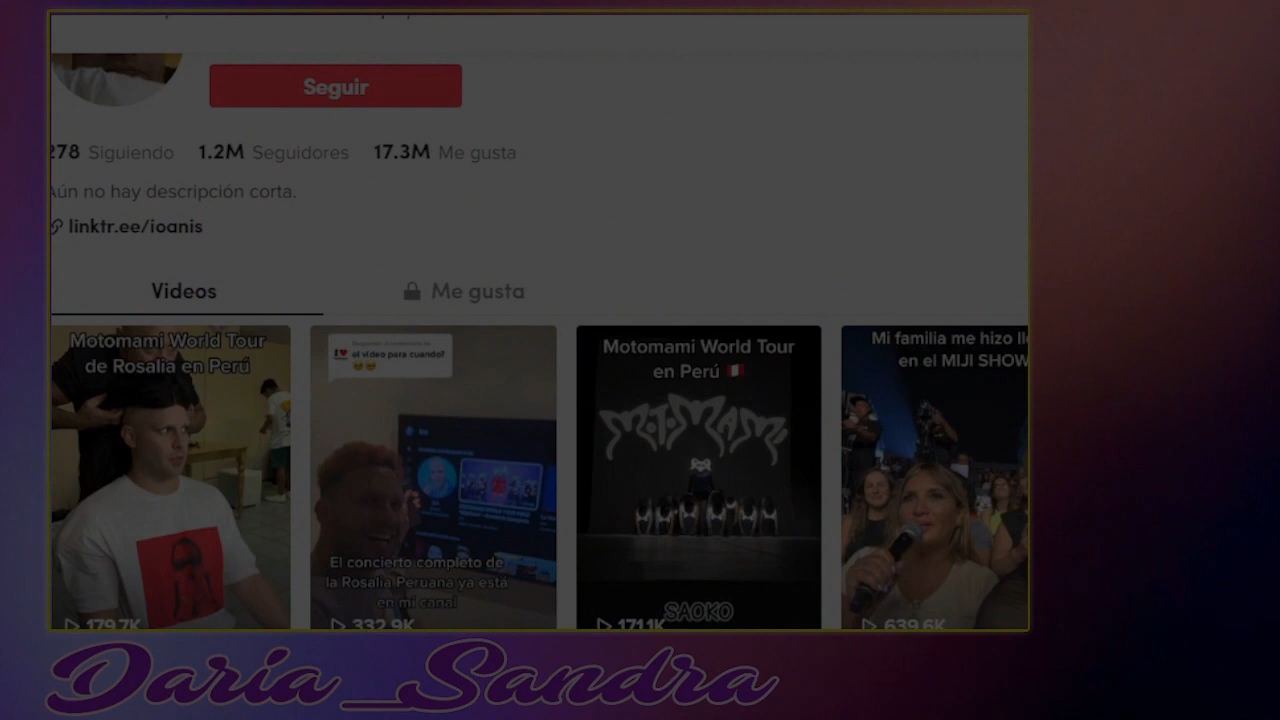 Seguir
278 Siguiendo 1.2M Seguidores 17.3M Me gusta
Aún no hay descripción corta.
linktr.ee/ioanis
Videos Me gusta
Motomami World Tour
de Rosalia en Perú
179.7K
el video para cuando?
El concierto completo de
la Rosalia Peruana ya está
en mi canal
332.9K
Motomami World Tour
en Perú
MOTOMAMI
SAOKO
171.1K
Mi familia me hizo
en el MIJI SHOW
639.6K
Daria_Sandra